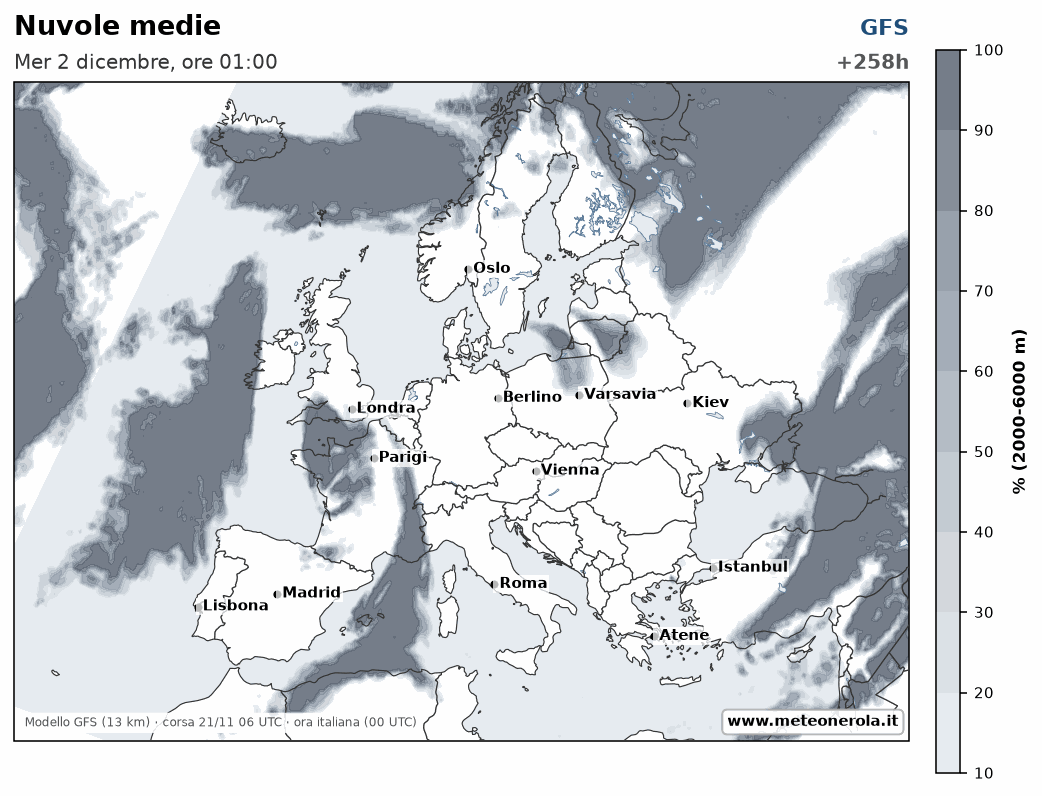 Nuvole medie
GFS
Mer 2 dicembre, ore 01:00
+258h
100
90
80
70
60
50
40
30
20
10
% (2000-6000 m)
Oslo
Berlino
Varsavia
Kiev
Londra
Parigi
Vienna
Istanbul
Roma
Madrid
Lisbona
Atene
Modello GFS (13 km) · corsa 21/11 06 UTC · ora italiana (00 UTC)
www.meteonerola.it